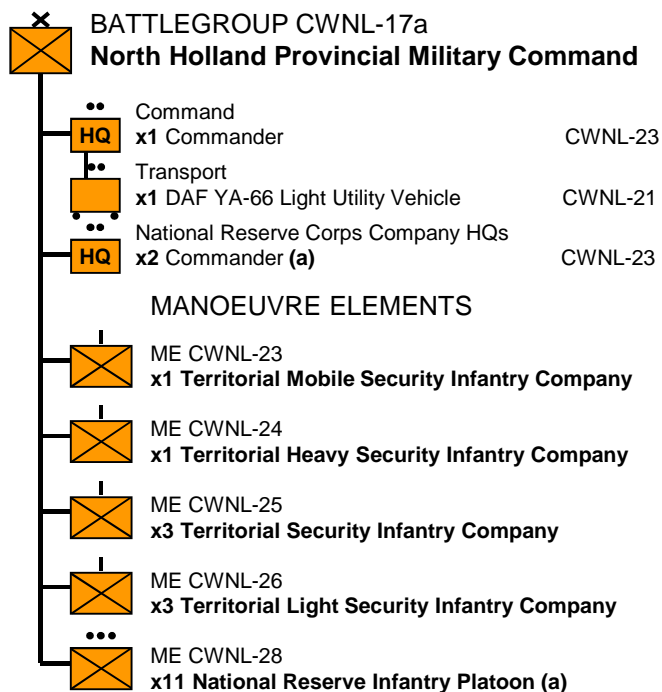 BATTLEGROUP CWNL-17a
North Holland Provincial Military Command
Command
HQ x1 Commander CWNL-23
Transport
x1 DAF YA-66 Light Utility Vehicle CWNL-21
National Reserve Corps Company HQs
HQ x2 Commander (a) CWNL-23
MANOEUVRE ELEMENTS
ME CWNL-23
x1 Territorial Mobile Security Infantry Company
ME CWNL-24
x1 Territorial Heavy Security Infantry Company
ME CWNL-25
x3 Territorial Security Infantry Company
ME CWNL-26
x3 Territorial Light Security Infantry Company
ME CWNL-28
x11 National Reserve Infantry Platoon (a)